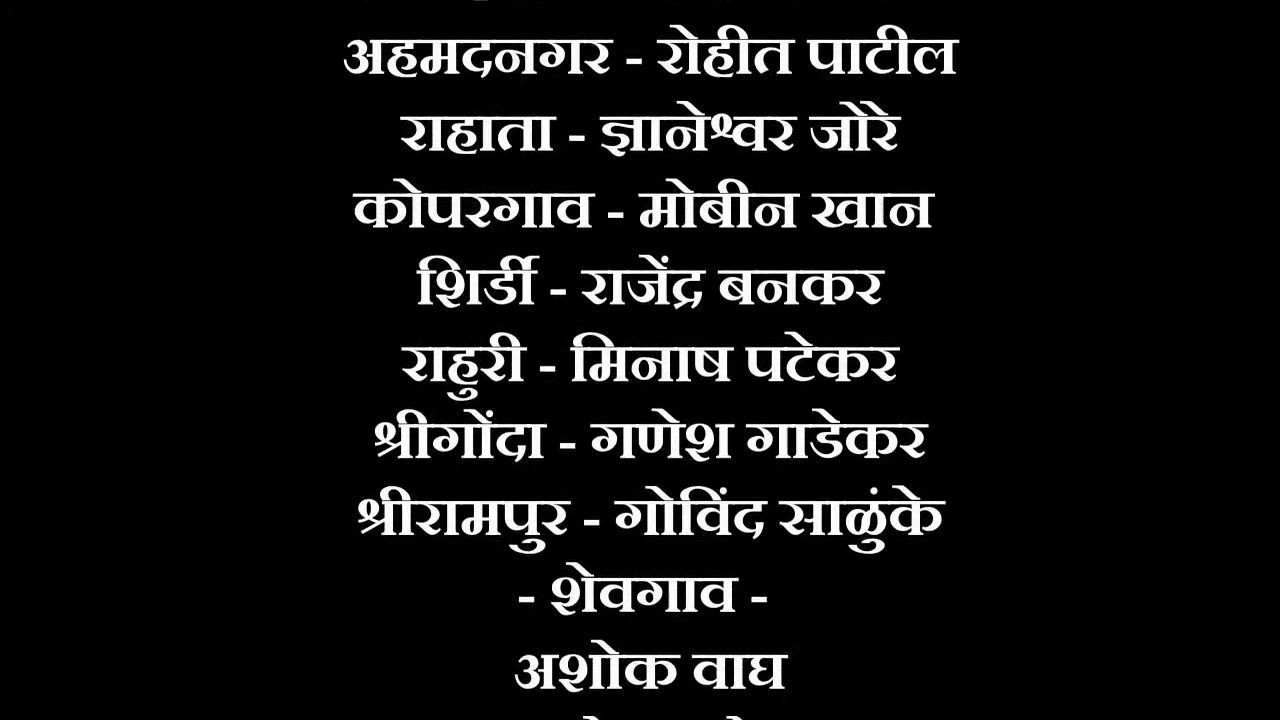 अहमदनगर - रोहीत पाटील
राहाता - ज्ञानेश्वर जोरे
कोपरगाव - मोबीन खान
शिर्डी - राजेंद्र बनकर
राहुरी - मिनाष पटेकर
श्रीगोंदा - गणेश गाडेकर
श्रीरामपुर - गोविंद साळुंके
- शेवगाव -
अशोक वाघ